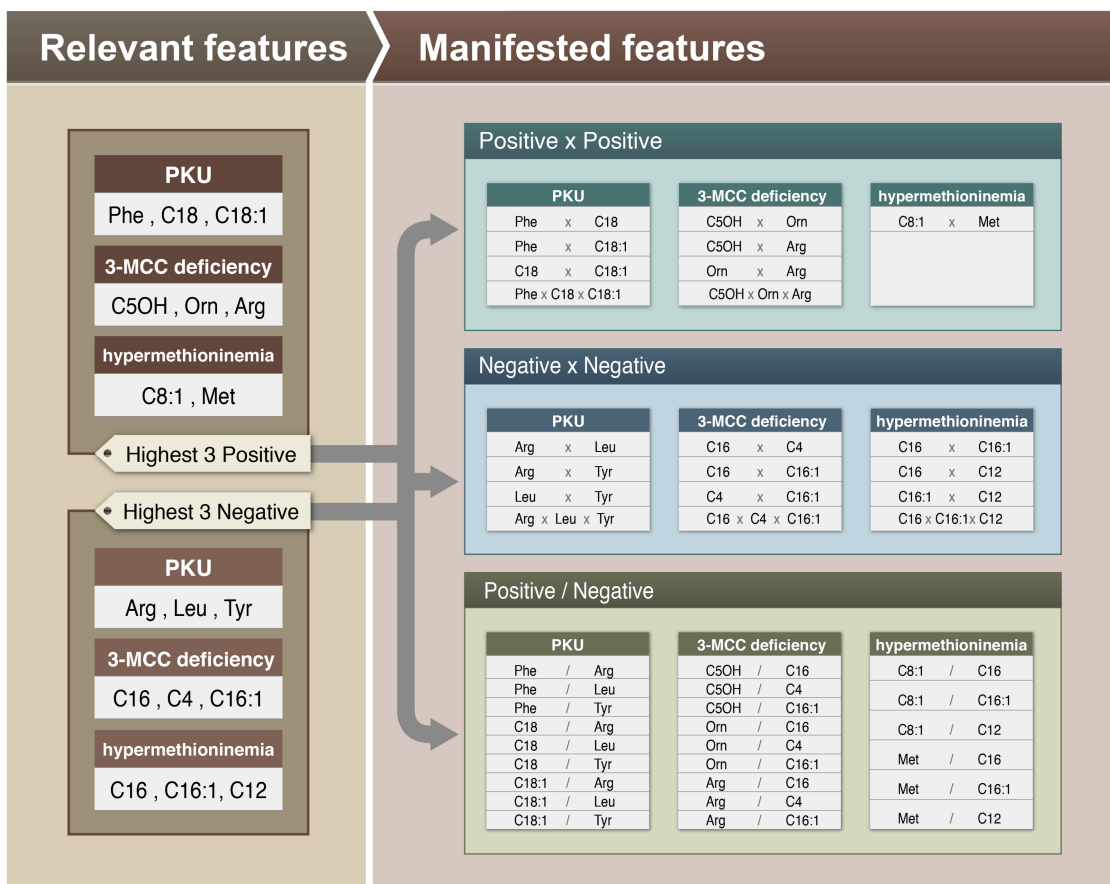 Relevant features
Manifested features
PKU
Phe , C18 , C18:1
3-MCC deficiency
C5OH , Orn , Arg
hypermethioninemia
C8:1 , Met
Highest 3 Positive
Highest 3 Negative
PKU
Arg , Leu , Tyr
3-MCC deficiency
C16 , C4 , C16:1
hypermethioninemia
C16 , C16:1, C12
Positive x Positive
PKU
Phe x C18
Phe x C18:1
C18 x C18:1
Phe x C18 x C18:1
3-MCC deficiency
C5OH x Orn
C5OH x Arg
Orn x Arg
C5OH x Orn x Arg
hypermethioninemia
C8:1 x Met
Negative x Negative
PKU
Arg x Leu
Arg x Tyr
Leu x Tyr
Arg x Leu x Tyr
3-MCC deficiency
C16 x C4
C16 x C16:1
C4 x C16:1
C16 x C4 x C16:1
hypermethioninemia
C16 x C16:1
C16 x C12
C16:1 x C12
C16 x C16:1x C12
Positive / Negative
PKU
Phe / Arg
Phe / Leu
Phe / Tyr
C18 / Arg
C18 / Leu
C18 / Tyr
C18:1 / Arg
C18:1 / Leu
C18:1 / Tyr
3-MCC deficiency
C5OH / C16
C5OH / C4
C5OH / C16:1
Orn / C16
Orn / C4
Orn / C16:1
Arg / C16
Arg / C4
Arg / C16:1
hypermethioninemia
C8:1 / C16
C8:1 / C16:1
C8:1 / C12
Met / C16
Met / C16:1
Met / C12